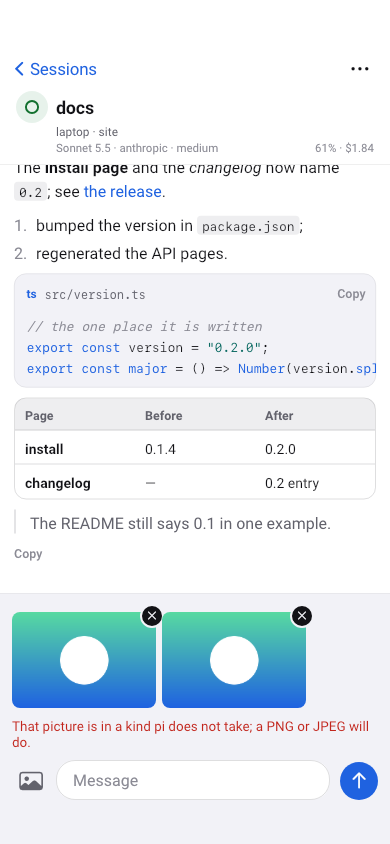 Sessions
docs
laptop · site
Sonnet 5.5 · anthropic · medium 61% · $1.84
The install page and the changelog now name
0.2; see the release.
1. bumped the version in package.json;
2. regenerated the API pages.
ts src/version.ts Copy
// the one place it is written
export const version = "0.2.0";
export const major = () => Number(version.spl
Page Before After
install 0.1.4 0.2.0
changelog — 0.2 entry
The README still says 0.1 in one example.
Copy
That picture is in a kind pi does not take; a PNG or JPEG will
do.
Message